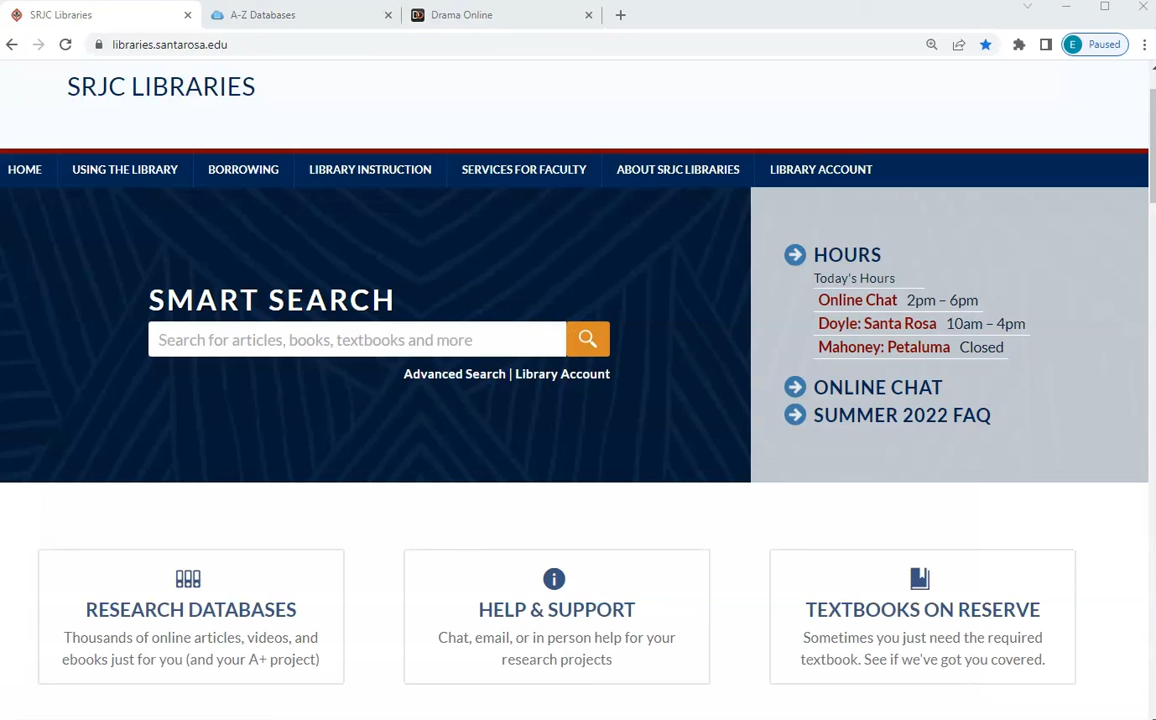 SRJC Libraries
A-Z Databases
Drama Online
libraries.santarosa.edu
E
Paused
SRJC LIBRARIES
HOME
USING THE LIBRARY
BORROWING
LIBRARY INSTRUCTION
SERVICES FOR FACULTY
ABOUT SRJC LIBRARIES
LIBRARY ACCOUNT
SMART SEARCH
Search for articles, books, textbooks and more
Advanced Search | Library Account
HOURS
Today's Hours
Online Chat 2pm – 6pm
Doyle: Santa Rosa 10am – 4pm
Mahoney: Petaluma Closed
ONLINE CHAT
SUMMER 2022 FAQ
RESEARCH DATABASES
Thousands of online articles, videos, and
ebooks just for you (and your A+ project)
HELP & SUPPORT
Chat, email, or in person help for your
research projects
TEXTBOOKS ON RESERVE
Sometimes you just need the required
textbook. See if we've got you covered.